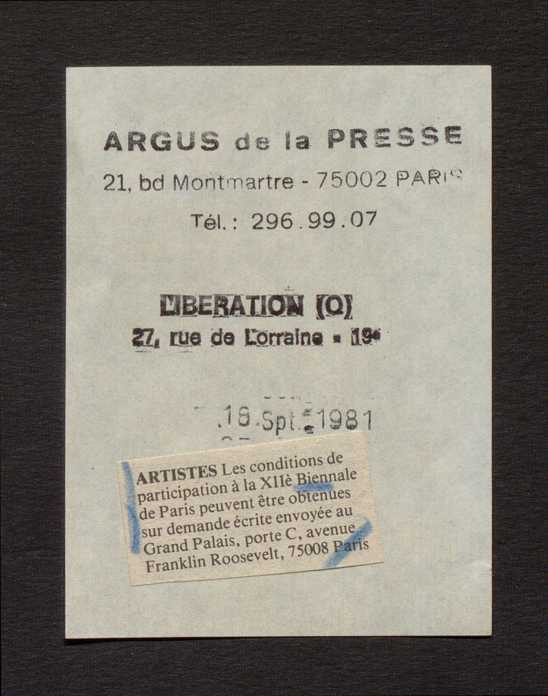 ARGUS de la PRESSE
21, bd Montmartre - 75002 PARIS
Tél. : 296.99.07
LIBERATION (Q)
27, rue de Lorraine - 19e
16 Spt. 1981
ARTISTES Les conditions de
participation à la XIIè Biennale
de Paris peuvent être obtenues
sur demande écrite envoyée au
Grand Palais, porte C, avenue
Franklin Roosevelt, 75008 Paris